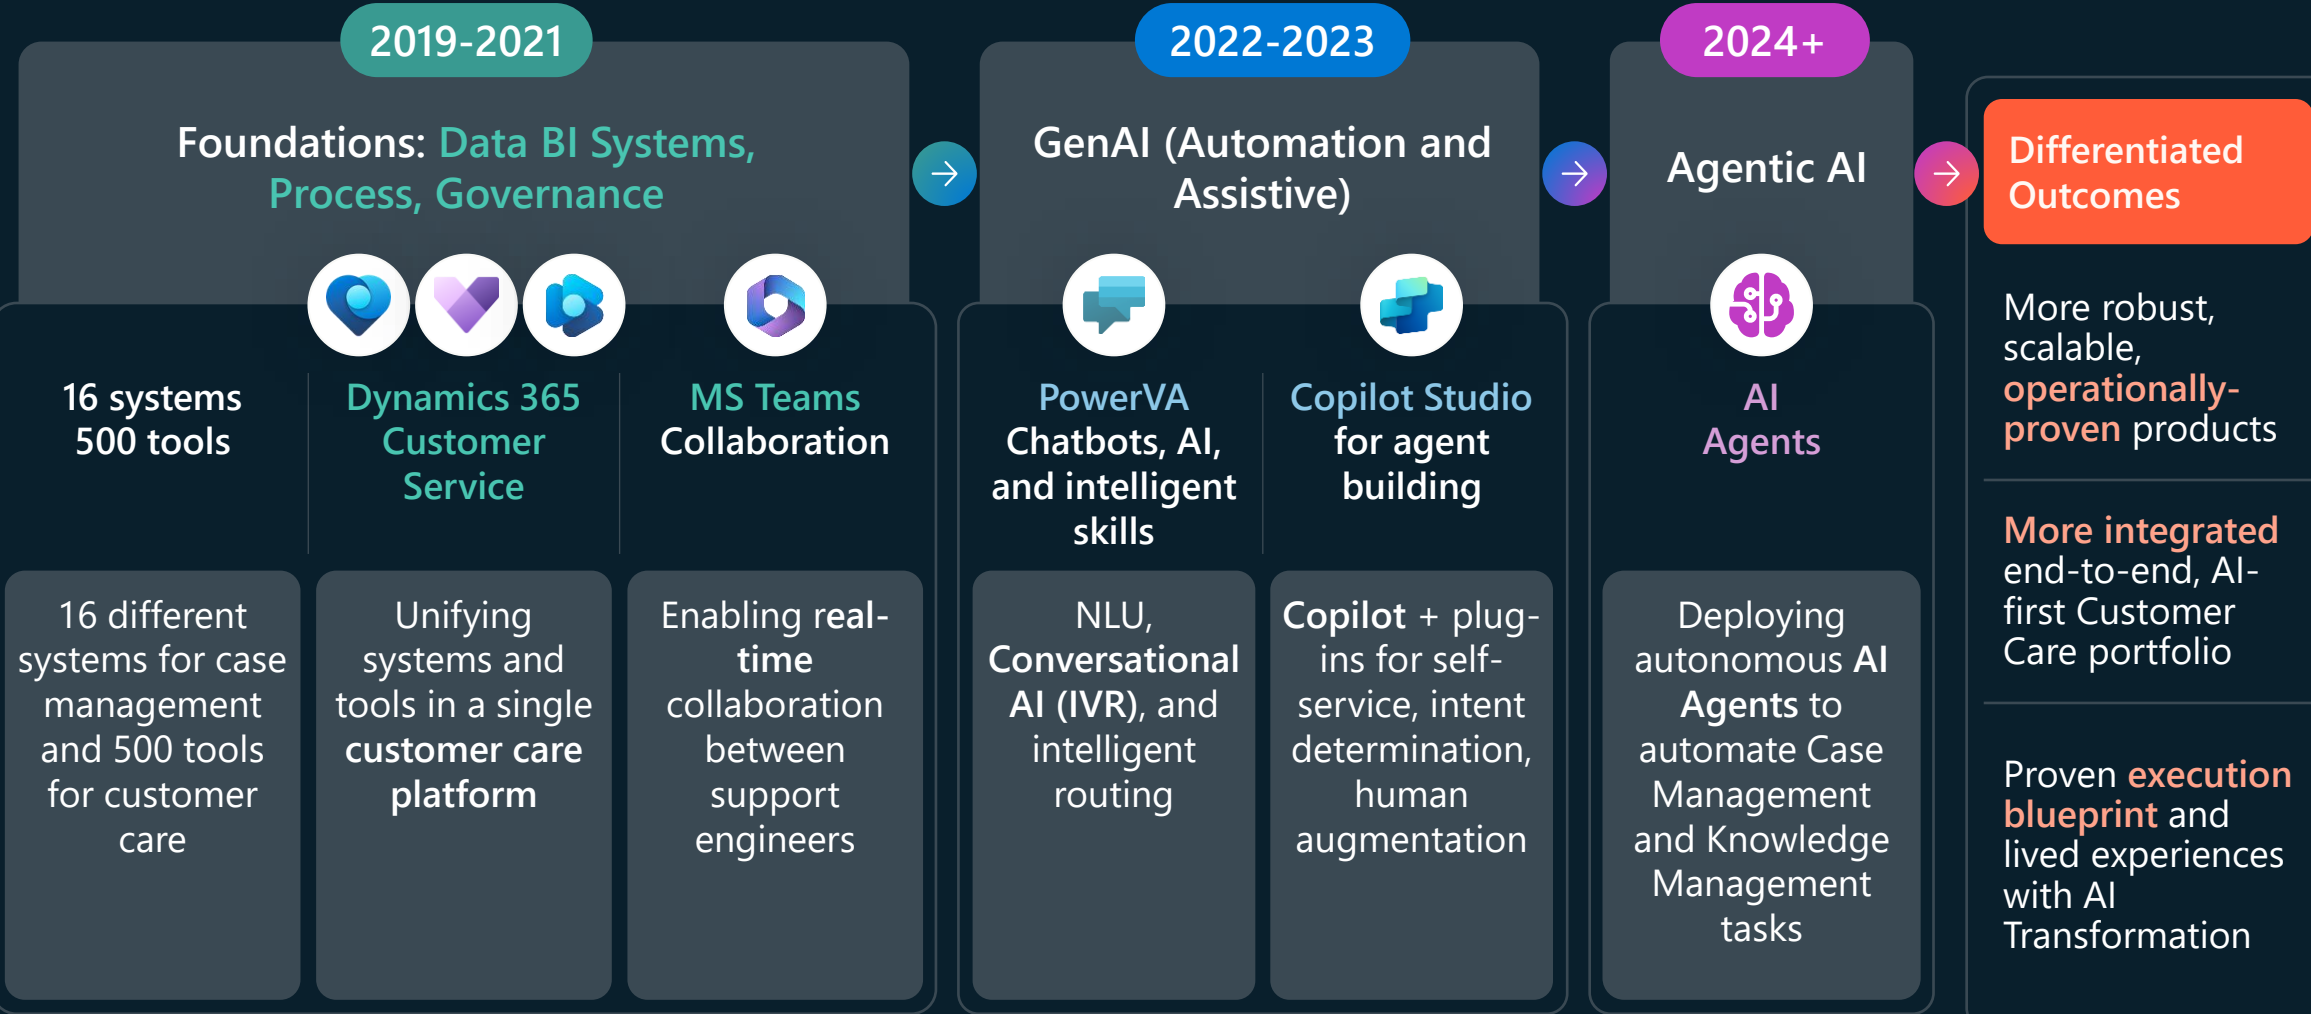 2019-2021
Foundations: Data BI Systems,
Process, Governance
16 systems
500 tools
16 different
systems for case
management
and 500 tools
for customer
care
Dynamics 365
Customer
Service
Unifying
systems and
tools in a single
customer care
platform
MS Teams
Collaboration
Enabling real-
time
collaboration
between
support
engineers
2022-2023
GenAI (Automation and
Assistive)
PowerVA
Chatbots, AI,
and intelligent
skills
NLU,
Conversational
AI (IVR), and
intelligent
routing
Copilot Studio
for agent
building
Copilot + plug-
ins for self-
service, intent
determination,
human
augmentation
2024+
Agentic AI
AI
Agents
Deploying
autonomous AI
Agents to
automate Case
Management
and Knowledge
Management
tasks
Differentiated
Outcomes
More robust,
scalable,
operationally-
proven products
More integrated
end-to-end, AI-
first Customer
Care portfolio
Proven execution
blueprint and
lived experiences
with AI
Transformation